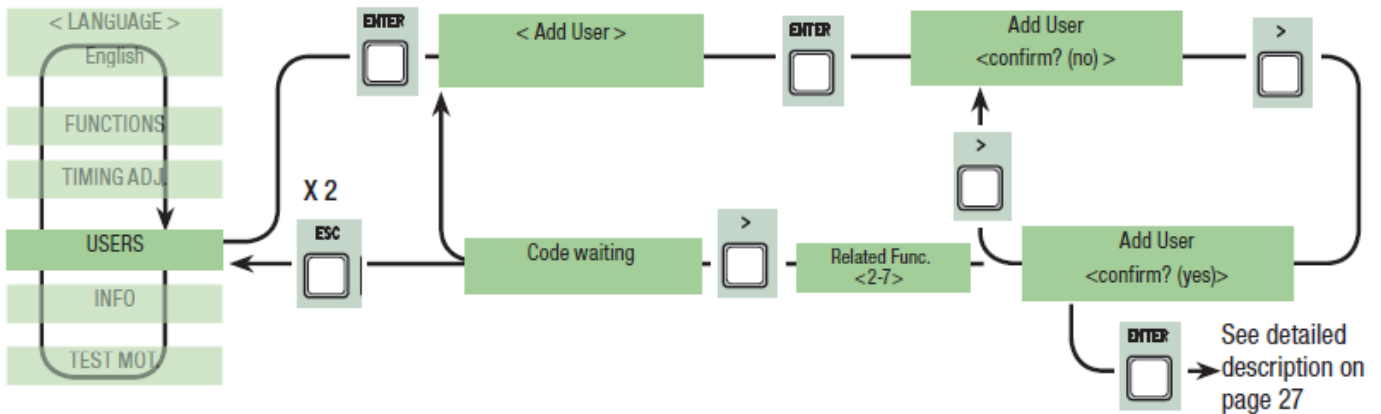 < LANGUAGE >
English
FUNCTIONS
TIMING ADJ.
USERS
INFO
TEST MOT.
ENTER
< Add User >
ENTER
Add User
<confirm? (no) >
>
>
X 2
ESC
Code waiting
>
Related Func.
<2-7>
Add User
<confirm? (yes)>
ENTER
See detailed
description on
page 27